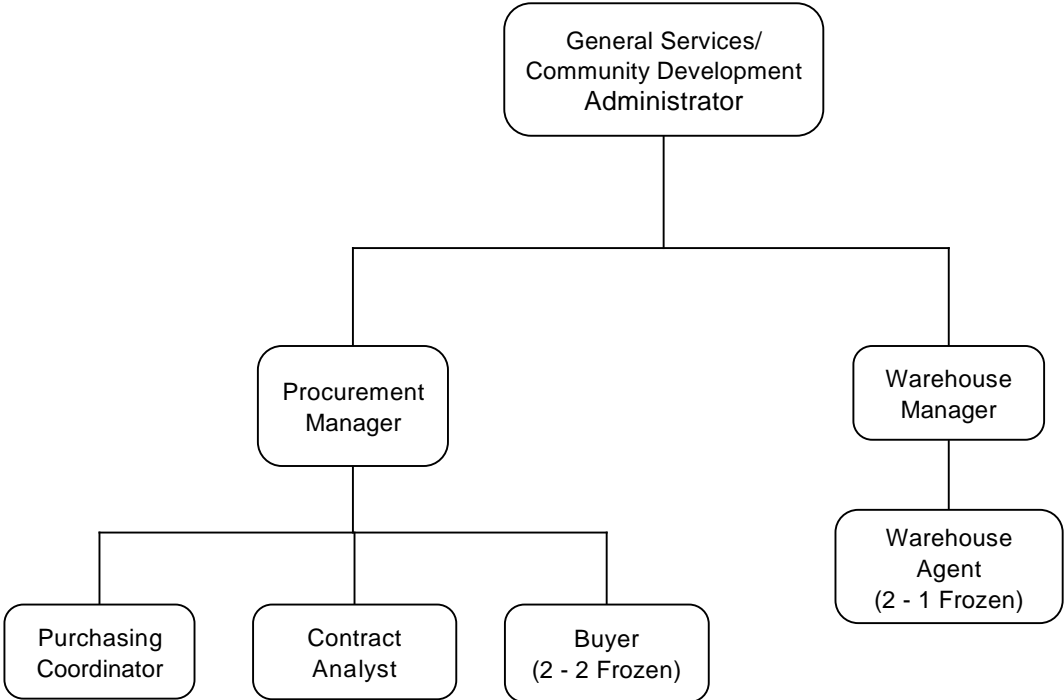 General Services/
Community Development
Administrator
Procurement
Manager
Warehouse
Manager
Warehouse
Agent
(2 - 1 Frozen)
Purchasing
Coordinator
Contract
Analyst
Buyer
(2 - 2 Frozen)